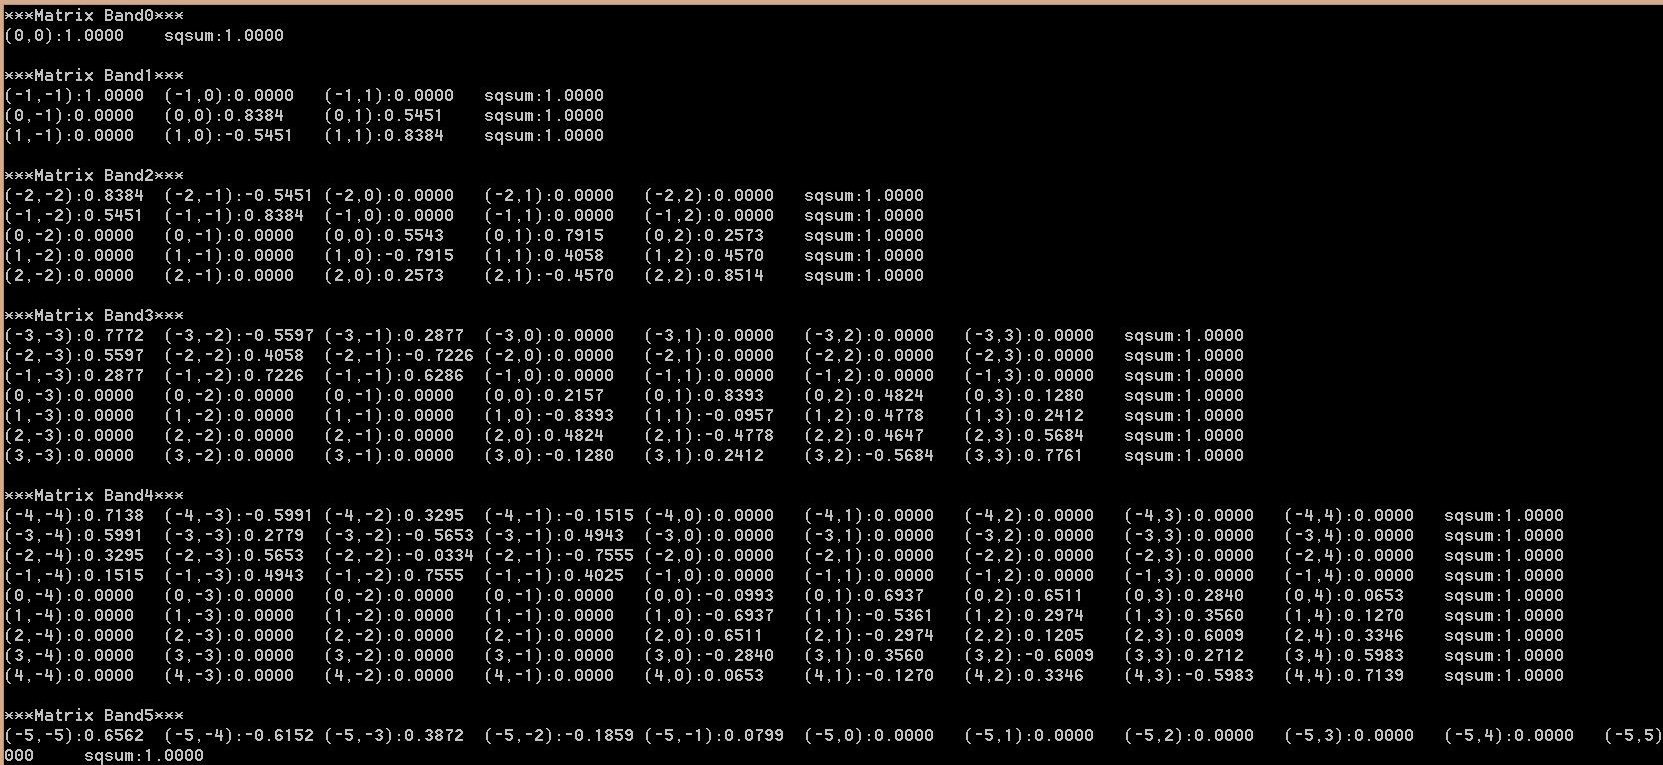 ***Matrix Band0***
(0,0):1.0000    sqsum:1.0000
***Matrix Band1***
(-1,-1):1.0000  (-1,0):0.0000   (-1,1):0.0000   sqsum:1.0000
(0,-1):0.0000   (0,0):0.8384    (0,1):0.5451    sqsum:1.0000
(1,-1):0.0000   (1,0):-0.5451   (1,1):0.8384    sqsum:1.0000
***Matrix Band2***
(-2,-2):0.8384  (-2,-1):-0.5451 (-2,0):0.0000   (-2,1):0.0000   (-2,2):0.0000   sqsum:1.0000
(-1,-2):0.5451  (-1,-1):0.8384  (-1,0):0.0000   (-1,1):0.0000   (-1,2):0.0000   sqsum:1.0000
(0,-2):0.0000   (0,-1):0.0000   (0,0):0.5543    (0,1):0.7915    (0,2):0.2573    sqsum:1.0000
(1,-2):0.0000   (1,-1):0.0000   (1,0):-0.7915   (1,1):0.4058    (1,2):0.4570    sqsum:1.0000
(2,-2):0.0000   (2,-1):0.0000   (2,0):0.2573    (2,1):-0.4570   (2,2):0.8514    sqsum:1.0000
***Matrix Band3***
(-3,-3):0.7772  (-3,-2):-0.5597 (-3,-1):0.2877  (-3,0):0.0000   (-3,1):0.0000   (-3,2):0.0000   (-3,3):0.0000   sqsum:1.0000
(-2,-3):0.5597  (-2,-2):0.4058  (-2,-1):-0.7226 (-2,0):0.0000   (-2,1):0.0000   (-2,2):0.0000   (-2,3):0.0000   sqsum:1.0000
(-1,-3):0.2877  (-1,-2):0.7226  (-1,-1):0.6286  (-1,0):0.0000   (-1,1):0.0000   (-1,2):0.0000   (-1,3):0.0000   sqsum:1.0000
(0,-3):0.0000   (0,-2):0.0000   (0,-1):0.0000   (0,0):0.2157    (0,1):0.8393    (0,2):0.4824    (0,3):0.1280    sqsum:1.0000
(1,-3):0.0000   (1,-2):0.0000   (1,-1):0.0000   (1,0):-0.8393   (1,1):-0.0957   (1,2):0.4778    (1,3):0.2412    sqsum:1.0000
(2,-3):0.0000   (2,-2):0.0000   (2,-1):0.0000   (2,0):0.4824    (2,1):-0.4778   (2,2):0.4647    (2,3):0.5684    sqsum:1.0000
(3,-3):0.0000   (3,-2):0.0000   (3,-1):0.0000   (3,0):-0.1280   (3,1):0.2412    (3,2):-0.5684   (3,3):0.7761    sqsum:1.0000
***Matrix Band4***
(-4,-4):0.7138  (-4,-3):-0.5991 (-4,-2):0.3295  (-4,-1):-0.1515 (-4,0):0.0000   (-4,1):0.0000   (-4,2):0.0000   (-4,3):0.0000   (-4,4):0.0000   sqsum:1.0000
(-3,-4):0.5991  (-3,-3):0.2779  (-3,-2):-0.5653 (-3,-1):0.4943  (-3,0):0.0000   (-3,1):0.0000   (-3,2):0.0000   (-3,3):0.0000   (-3,4):0.0000   sqsum:1.0000
(-2,-4):0.3295  (-2,-3):0.5653  (-2,-2):-0.0334 (-2,-1):-0.7555 (-2,0):0.0000   (-2,1):0.0000   (-2,2):0.0000   (-2,3):0.0000   (-2,4):0.0000   sqsum:1.0000
(-1,-4):0.1515  (-1,-3):0.4943  (-1,-2):0.7555  (-1,-1):0.4025  (-1,0):0.0000   (-1,1):0.0000   (-1,2):0.0000   (-1,3):0.0000   (-1,4):0.0000   sqsum:1.0000
(0,-4):0.0000   (0,-3):0.0000   (0,-2):0.0000   (0,-1):0.0000   (0,0):-0.0993   (0,1):0.6937    (0,2):0.6511    (0,3):0.2840    (0,4):0.0653    sqsum:1.0000
(1,-4):0.0000   (1,-3):0.0000   (1,-2):0.0000   (1,-1):0.0000   (1,0):-0.6937   (1,1):-0.5361   (1,2):0.2974    (1,3):0.3560    (1,4):0.1270    sqsum:1.0000
(2,-4):0.0000   (2,-3):0.0000   (2,-2):0.0000   (2,-1):0.0000   (2,0):0.6511    (2,1):-0.2974   (2,2):0.1205    (2,3):0.6009    (2,4):0.3346    sqsum:1.0000
(3,-4):0.0000   (3,-3):0.0000   (3,-2):0.0000   (3,-1):0.0000   (3,0):-0.2840   (3,1):0.3560    (3,2):-0.6009   (3,3):0.2712    (3,4):0.5983    sqsum:1.0000
(4,-4):0.0000   (4,-3):0.0000   (4,-2):0.0000   (4,-1):0.0000   (4,0):0.0653    (4,1):-0.1270   (4,2):0.3346    (4,3):-0.5983   (4,4):0.7139    sqsum:1.0000
***Matrix Band5***
(-5,-5):0.6562  (-5,-4):-0.6152 (-5,-3):0.3872  (-5,-2):-0.1859 (-5,-1):0.0799  (-5,0):0.0000   (-5,1):0.0000   (-5,2):0.0000   (-5,3):0.0000   (-5,4):0.0000   (-5,5)
000     sqsum:1.0000